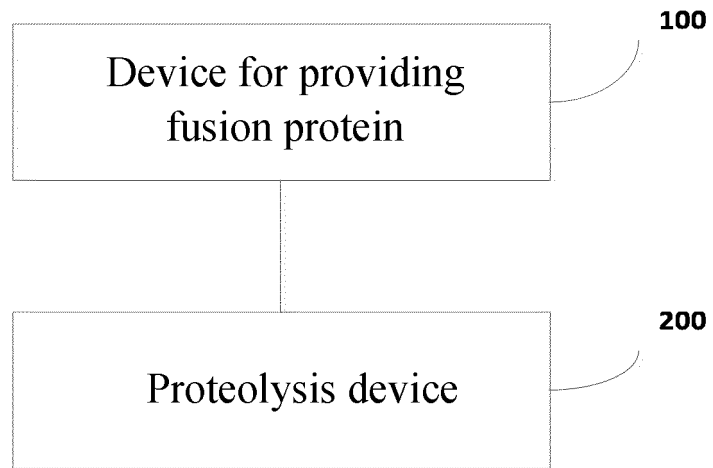 100
Device for providing
fusion protein
200
Proteolysis device